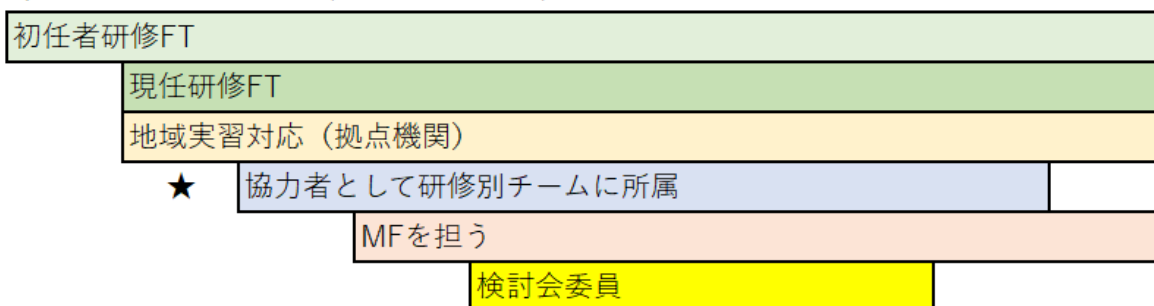 初任者研修FT
現任研修FT
地域実習対応（拠点機関）
★ 協力者として研修別チームに所属
MFを担う
検討会委員